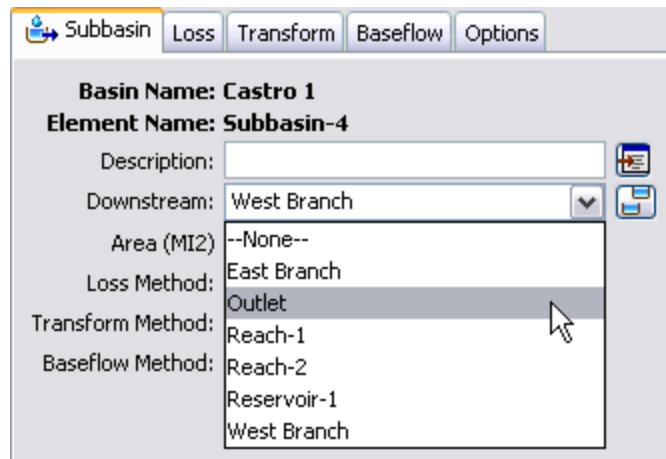 Subbasin Loss Transform Baseflow Options
Basin Name: Castro 1
Element Name: Subbasin-4
Description:
Downstream: West Branch
Area (MI2) --None--
East Branch
Loss Method:
Outlet
Transform Method:
Reach-1
Baseflow Method: Reach-2
Reservoir-1
West Branch